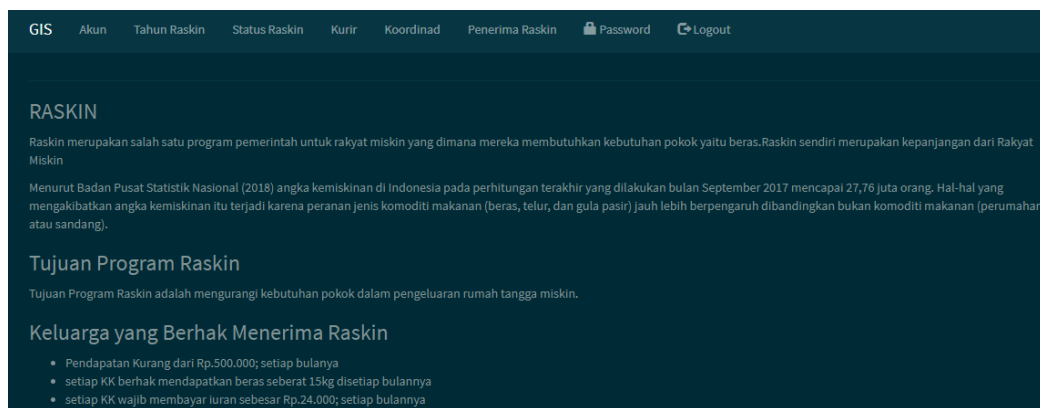 GIS Akun Tahun Raskin Status Raskin Kurir Koordinad Penerima Raskin Password Logout
RASKIN
Raskin merupakan salah satu program pemerintah untuk rakyat miskin yang dimana mereka membutuhkan kebutuhan pokok yaitu beras.Raskin sendiri merupakan kepanjangan dari Rakyat
Miskin
Menurut Badan Pusat Statistik Nasional (2018) angka kemiskinan di Indonesia pada perhitungan terakhir yang dilakukan bulan September 2017 mencapai 27,76 juta orang. Hal-hal yang
mengakibatkan angka kemiskinan itu terjadi karena peranan jenis komoditi makanan (beras, telur, dan gula pasir) jauh lebih berpengaruh dibandingkan bukan komoditi makanan (perumahan
atau sandang).
Tujuan Program Raskin
Tujuan Program Raskin adalah mengurangi kebutuhan pokok dalam pengeluaran rumah tangga miskin.
Keluarga yang Berhak Menerima Raskin
• Pendapatan Kurang dari Rp.500.000; setiap bulanya
• setiap KK berhak mendapatkan beras seberat 15kg disetiap bulannya
• setiap KK wajib membayar iuran sebesar Rp.24.000; setiap bulannya